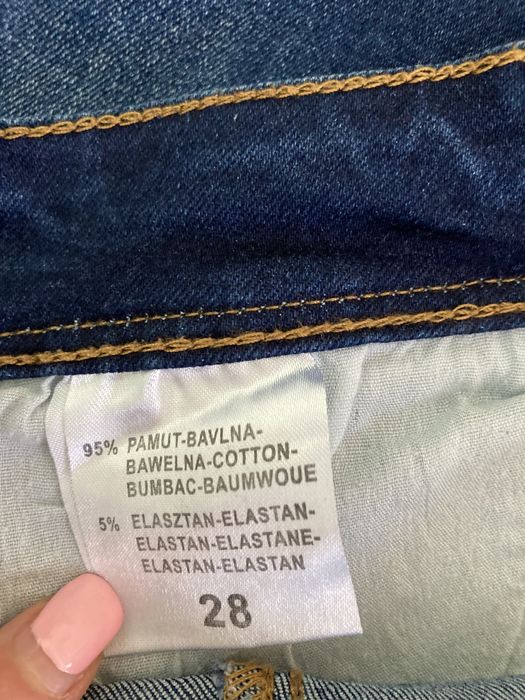 95% PAMUT-BAVLNA-
BAWELNA-COTTON-
BUMBAC-BAUMWOUE
5% ELASZTAN-ELASTAN-
ELASTAN-ELASTANE-
ELASTAN-ELASTAN
28